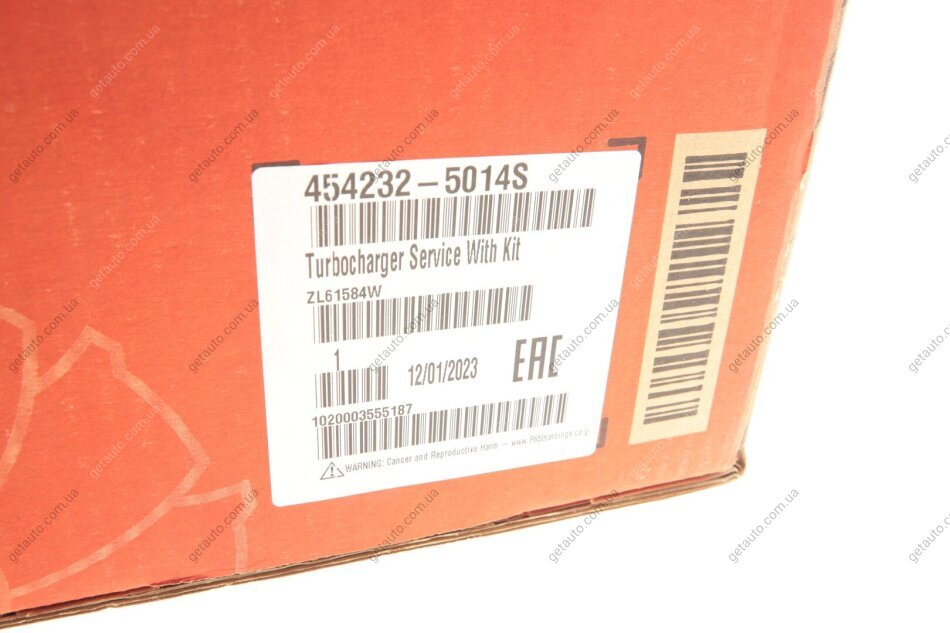 454232-5014S
Turbocharger Service With Kit
ZL61584W
1
12/01/2023
EAC
1020003555187
WARNING: Cancer and Reproductive Harm - www.P65Warnings.ca.gov
getauto.com.ua